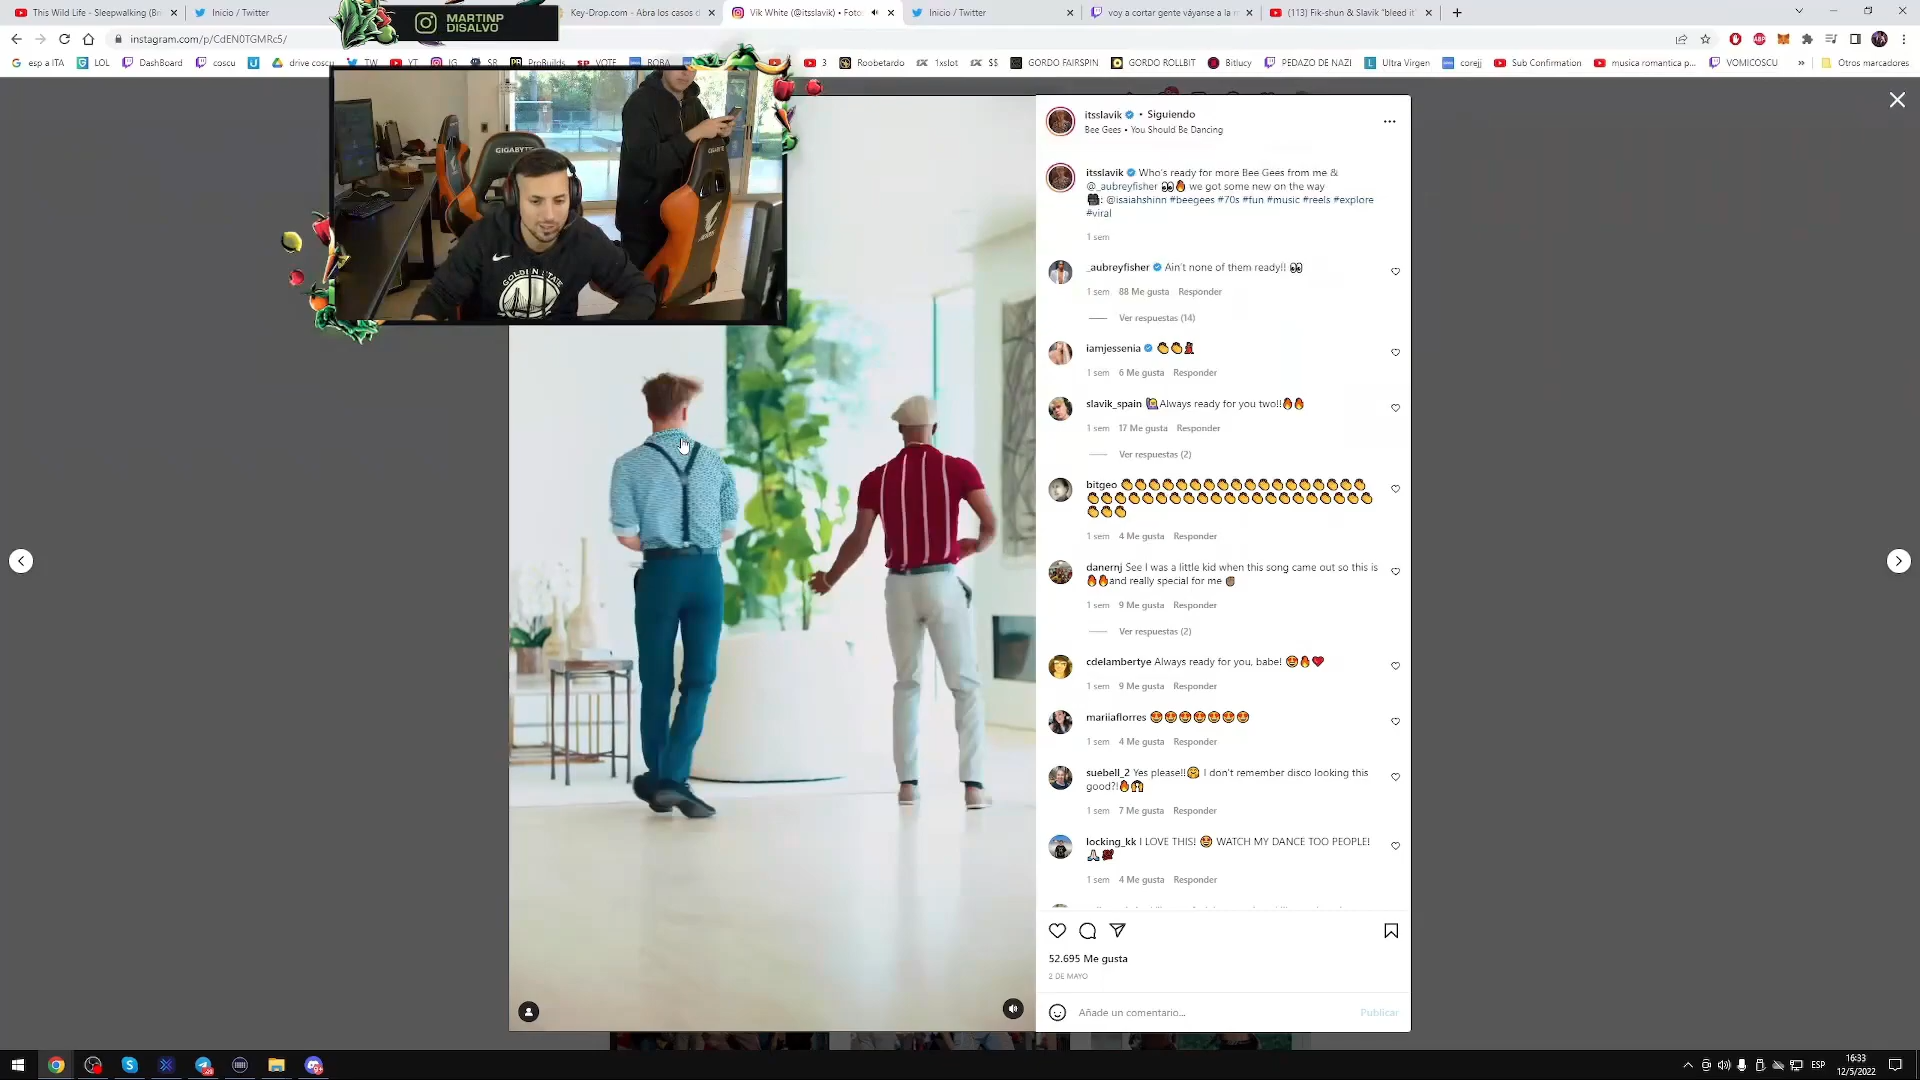 This Wild Life - Sleepwalking (Br
Inicio / Twitter
Key-Drop.com - Abra los casos d
Vik White (@itsslavik) • Foto
Inicio / Twitter
voy a cortar gente váyanse a la
(113) Fik-shun & Slavik "bleed it"
MARTINP
DISALVO
instagram.com/p/CdEN0TGMRc5/
esp a ITA
LOL
DashBoard
coscu
drive coscu
TW
YT
IG
SR
ProBuilds
VOTE
ROBA
3
Roobetardo
1xslot
$$
GORDO FAIRSPIN
GORDO ROLLBIT
Bitlucy
PEDAZO DE NAZI
Ultra Virgen
corejj
Sub Confirmation
musica romantica p...
VOMICOSCU
Otros marcadores
GIGABYTE
GOLDEN STATE
itsslavik • Siguiendo
Bee Gees • You Should Be Dancing
itsslavik Who's ready for more Bee Gees from me &
@_aubreyfisher 👀🔥 we got some new on the way
🎥: @isaiahshinn #beegees #70s #fun #music #reels #explore
#viral
1 sem
_aubreyfisher Ain't none of them ready!! 👀
1 sem 88 Me gusta Responder
Ver respuestas (14)
iamjessenia 👏👏💃
1 sem 6 Me gusta Responder
slavik_spain 🙋Always ready for you two!!🔥🔥
1 sem 17 Me gusta Responder
Ver respuestas (2)
bitgeo 👏👏👏👏👏👏👏👏👏👏👏👏👏👏👏👏👏👏
👏👏👏👏👏👏👏👏👏👏👏👏👏👏👏👏👏👏👏👏👏
👏👏👏
1 sem 4 Me gusta Responder
danernj See I was a little kid when this song came out so this is
🔥🔥and really special for me ✊🏽
1 sem 9 Me gusta Responder
Ver respuestas (2)
cdelambertye Always ready for you, babe! 😍🔥❤️
1 sem 9 Me gusta Responder
mariiaflorres 😍😍😍😍😍😍😍
1 sem 4 Me gusta Responder
suebell_2 Yes please!!🤗 I don't remember disco looking this
good?!🔥🙌
1 sem 7 Me gusta Responder
locking_kk I LOVE THIS! 😍 WATCH MY DANCE TOO PEOPLE!
🙏💯
1 sem 4 Me gusta Responder
52.695 Me gusta
2 DE MAYO
Añade un comentario...
Publicar
ESP
16:33
12/5/2022